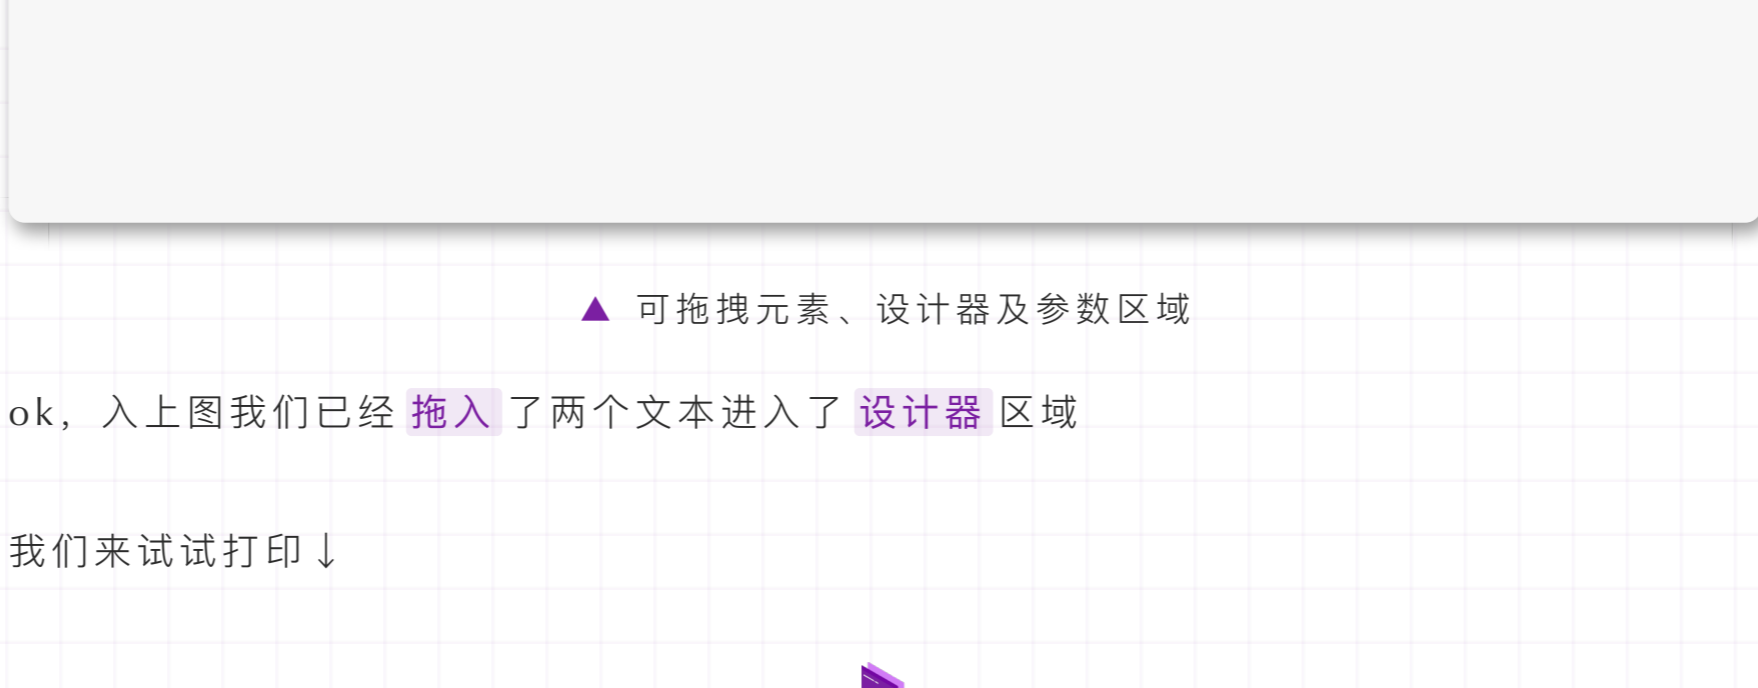 ▲ 可拖拽元素、设计器及参数区域
ok, 入上图我们已经 拖入 了两个文本进入了 设计器 区域
我们来试试打印↓